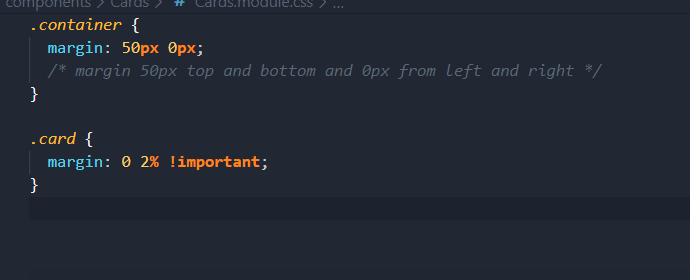 components > Cards > # Cards.module.css > ...
.container {
  margin: 50px 0px;
  /* margin 50px top and bottom and 0px from left and right */
}

.card {
  margin: 0 2% !important;
}